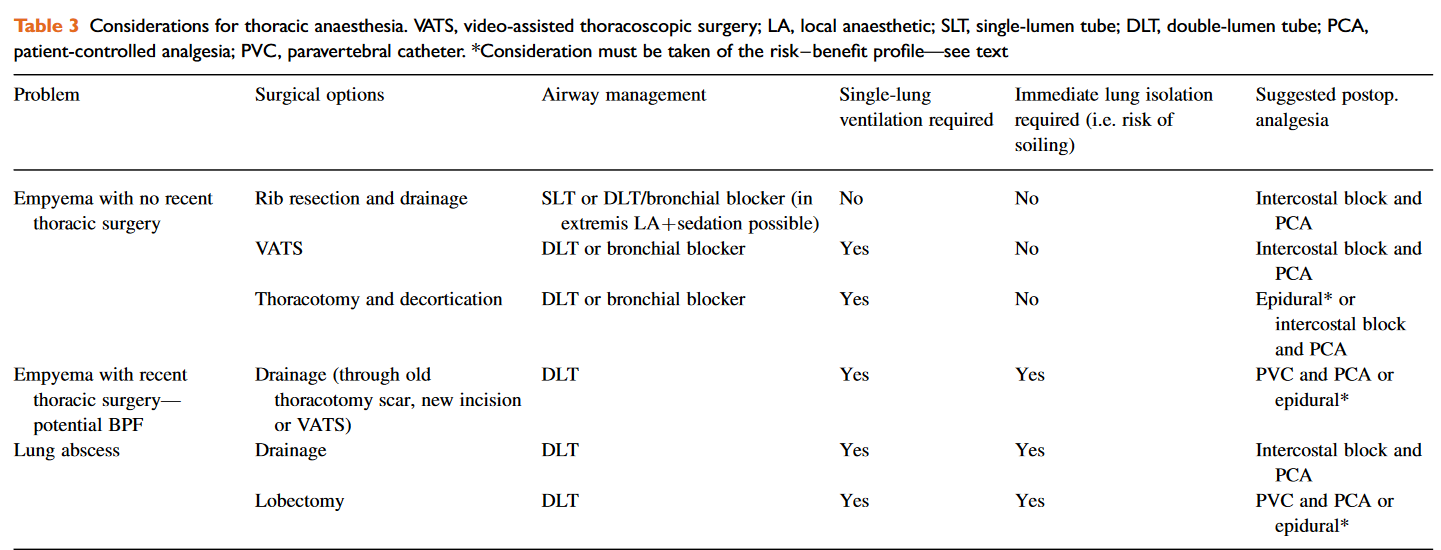 Table 3 Considerations for thoracic anaesthesia. VATS, video-assisted thoracoscopic surgery; LA, local anaesthetic; SLT, single-lumen tube; DLT, double-lumen tube; PCA,
patient-controlled analgesia; PVC, paravertebral catheter. *Consideration must be taken of the risk–benefit profile—see text
Problem Surgical options Airway management Single-lung Immediate lung isolation Suggested postop.
ventilation required required (i.e. risk of analgesia
soiling)
Empyema with no recent Rib resection and drainage SLT or DLT/bronchial blocker (in No No Intercostal block and
thoracic surgery extremis LA+sedation possible) PCA
VATS DLT or bronchial blocker Yes No Intercostal block and
PCA
Thoracotomy and decortication DLT or bronchial blocker Yes No Epidural* or
intercostal block
and PCA
Empyema with recent Drainage (through old DLT Yes Yes PVC and PCA or
thoracic surgery— thoracotomy scar, new incision epidural*
potential BPF or VATS)
Lung abscess Drainage DLT Yes Yes Intercostal block and
PCA
Lobectomy DLT Yes Yes PVC and PCA or
epidural*